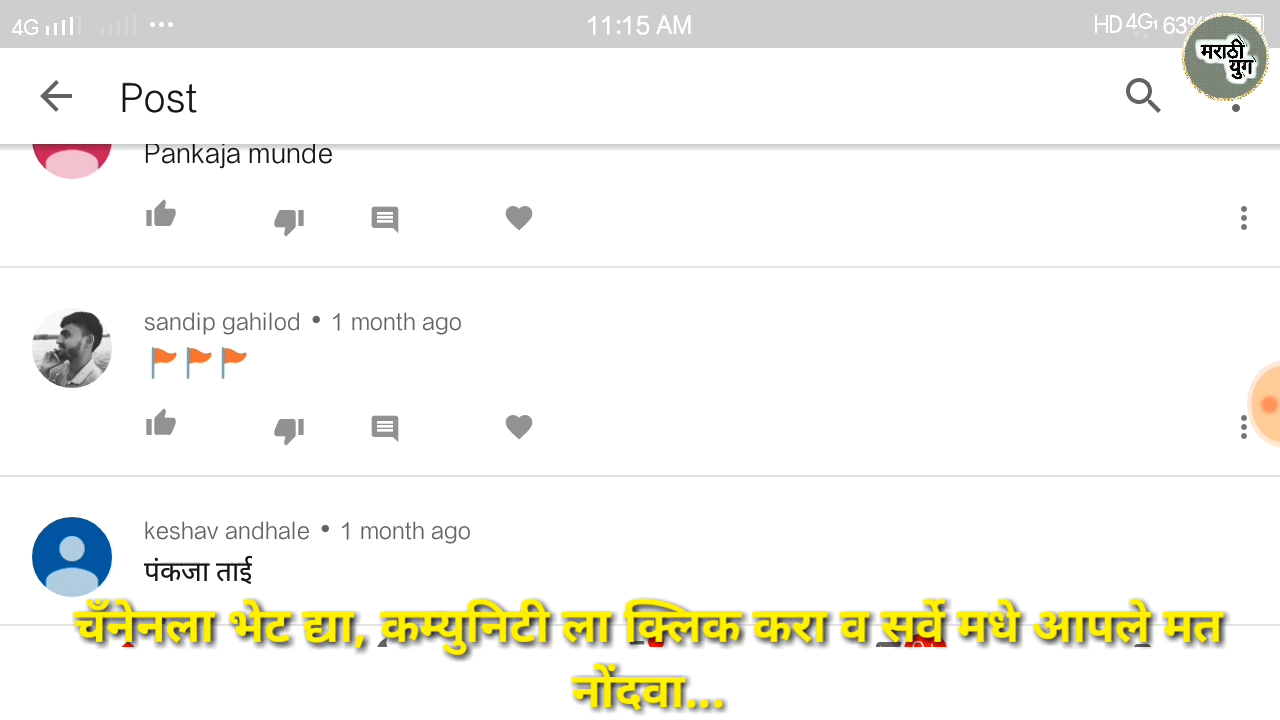 4G 11:15 AM HD 4G 63%
मराठी
युग
Post
Pankaja munde
sandip gahilod • 1 month ago
keshav andhale • 1 month ago
पंकजा ताई
चॅंनेनला भेट द्या, कम्युनिटी ला क्लिक करा व सर्वे मधे आपले मत
नोंदवा...